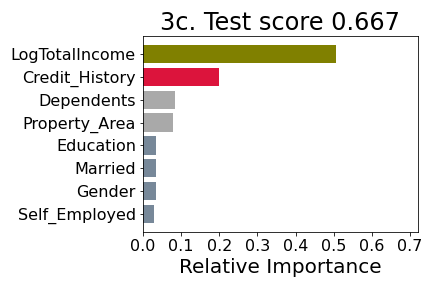 3c. Test score 0.667
LogTotalIncome
Credit_History
Dependents
Property_Area
Education
Married
Gender
Self_Employed
0.0 0.1 0.2 0.3 0.4 0.5 0.6 0.7
Relative Importance